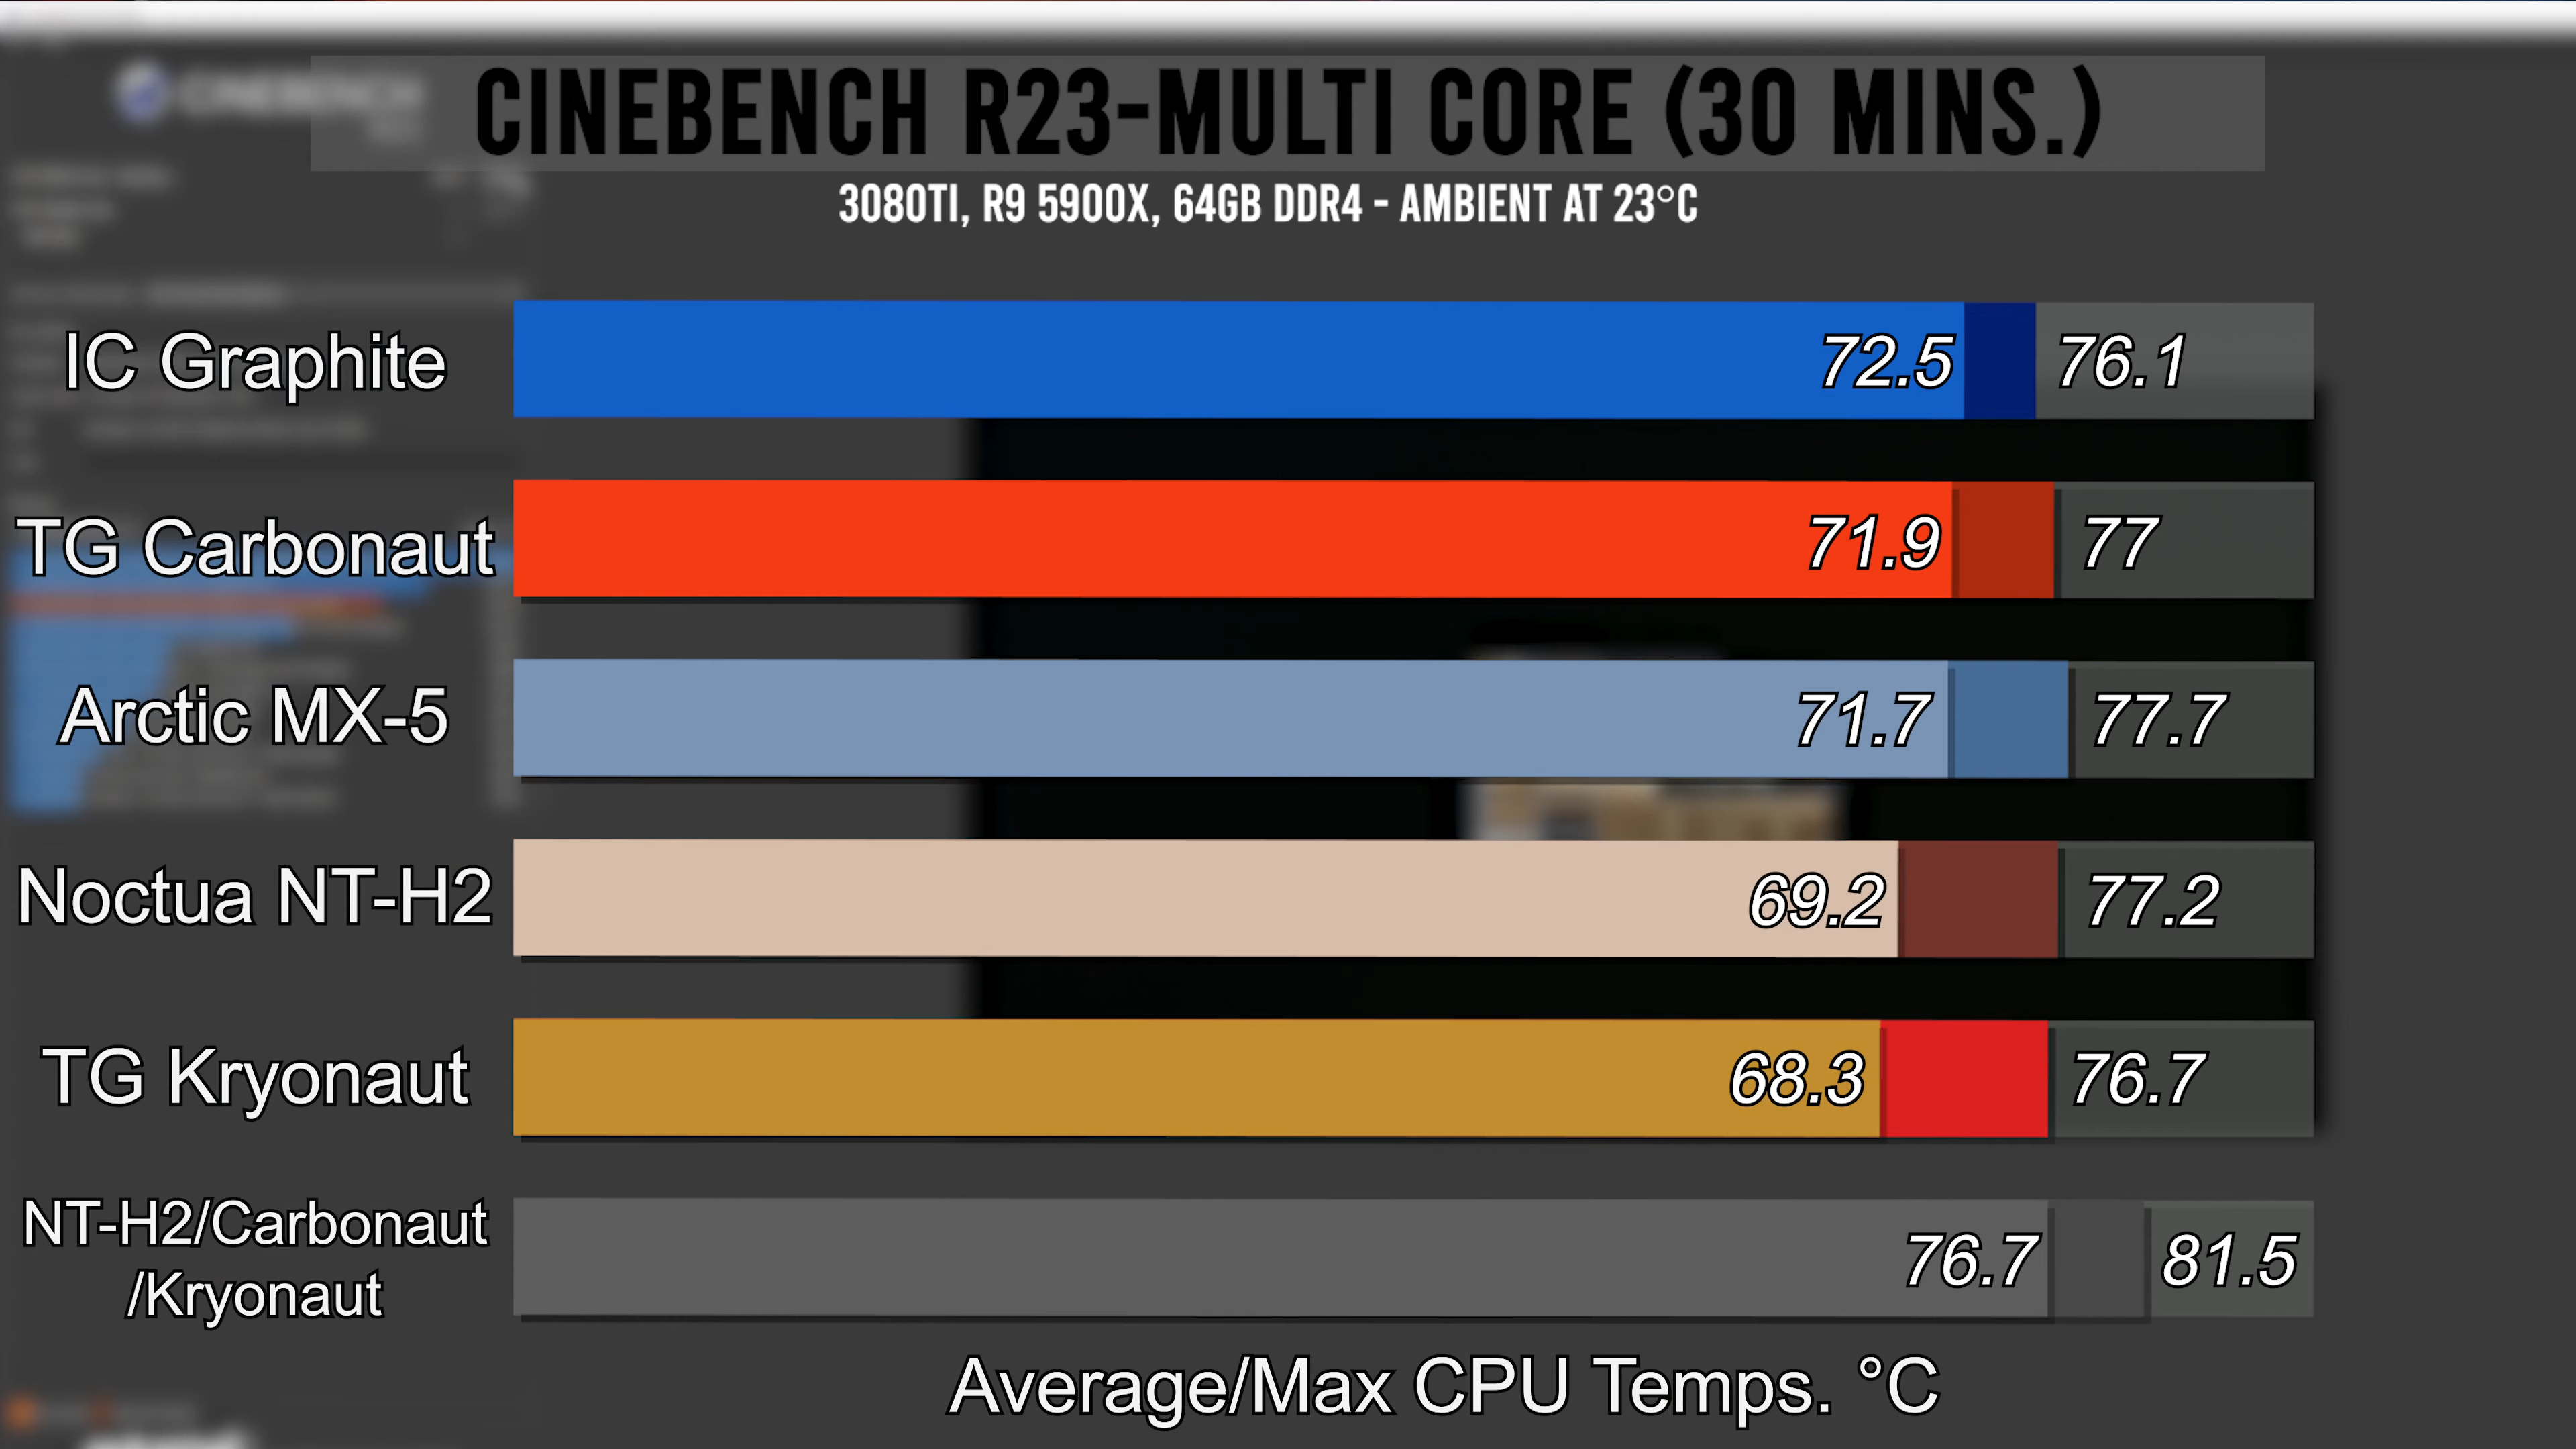 CINEBENCH R23-MULTI CORE (30 MINS.)
3080TI, R9 5900X, 64GB DDR4 - AMBIENT AT 23°C
CINEBENCH
IC Graphite 72.5 76.1
TG Carbonaut 71.9 77
Arctic MX-5 71.7 77.7
Noctua NT-H2 69.2 77.2
TG Kryonaut 68.3 76.7
NT-H2/Carbonaut
/Kryonaut 76.7 81.5
Average/Max CPU Temps. °C